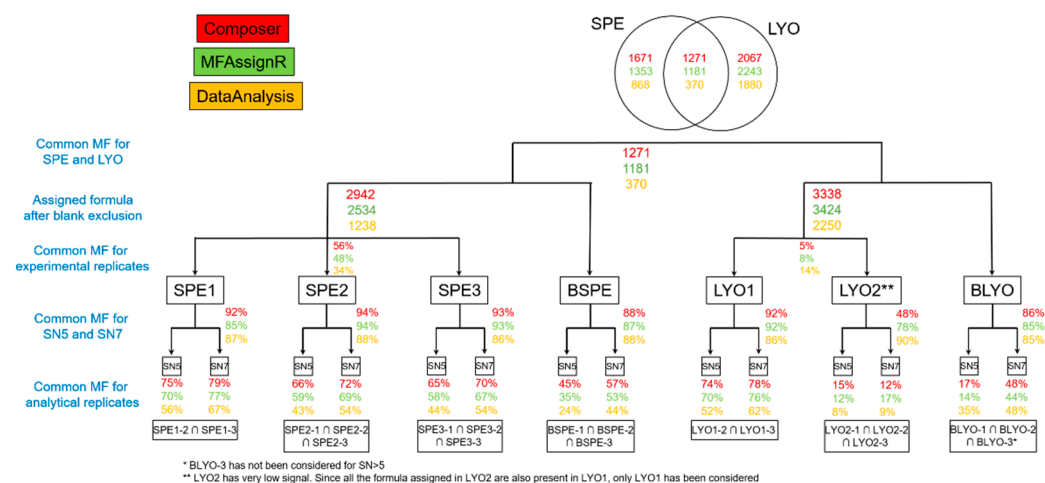 Composer
MFAssignR
DataAnalysis
SPE
LYO
1671 1271 2067
1353 1181 2243
868 370 1880
Common MF for
SPE and LYO
1271
1181
370
Assigned formula
after blank exclusion
2942
2534
1238
3338
3424
2250
Common MF for
experimental replicates
56%
48%
34%
5%
8%
14%
SPE1
SPE2
SPE3
BSPE
LYO1
LYO2**
BLYO
Common MF for
SN5 and SN7
92%
85%
87%
94%
94%
88%
93%
93%
86%
88%
87%
88%
92%
92%
86%
48%
78%
90%
86%
85%
85%
SN5 SN7 SN5 SN7 SN5 SN7 SN5 SN7 SN5 SN7 SN5 SN7 SN5 SN7
Common MF for
analytical replicates
75% 79% 66% 72% 65% 70% 45% 57% 74% 78% 15% 12% 17% 48%
70% 77% 59% 69% 58% 67% 35% 53% 70% 76% 12% 17% 14% 44%
56% 67% 43% 54% 44% 54% 24% 44% 52% 62% 8% 9% 35% 48%
SPE1-2 ∩ SPE1-3
SPE2-1 ∩ SPE2-2
∩ SPE2-3
SPE3-1 ∩ SPE3-2
∩ SPE3-3
BSPE-1 ∩ BSPE-2
∩ BSPE-3
LYO1-2 ∩ LYO1-3
LYO2-1 ∩ LYO2-2
∩ LYO2-3
BLYO-1 ∩ BLYO-2
∩ BLYO-3*
* BLYO-3 has not been considered for SN>5
** LYO2 has very low signal. Since all the formula assigned in LYO2 are also present in LYO1, only LYO1 has been considered